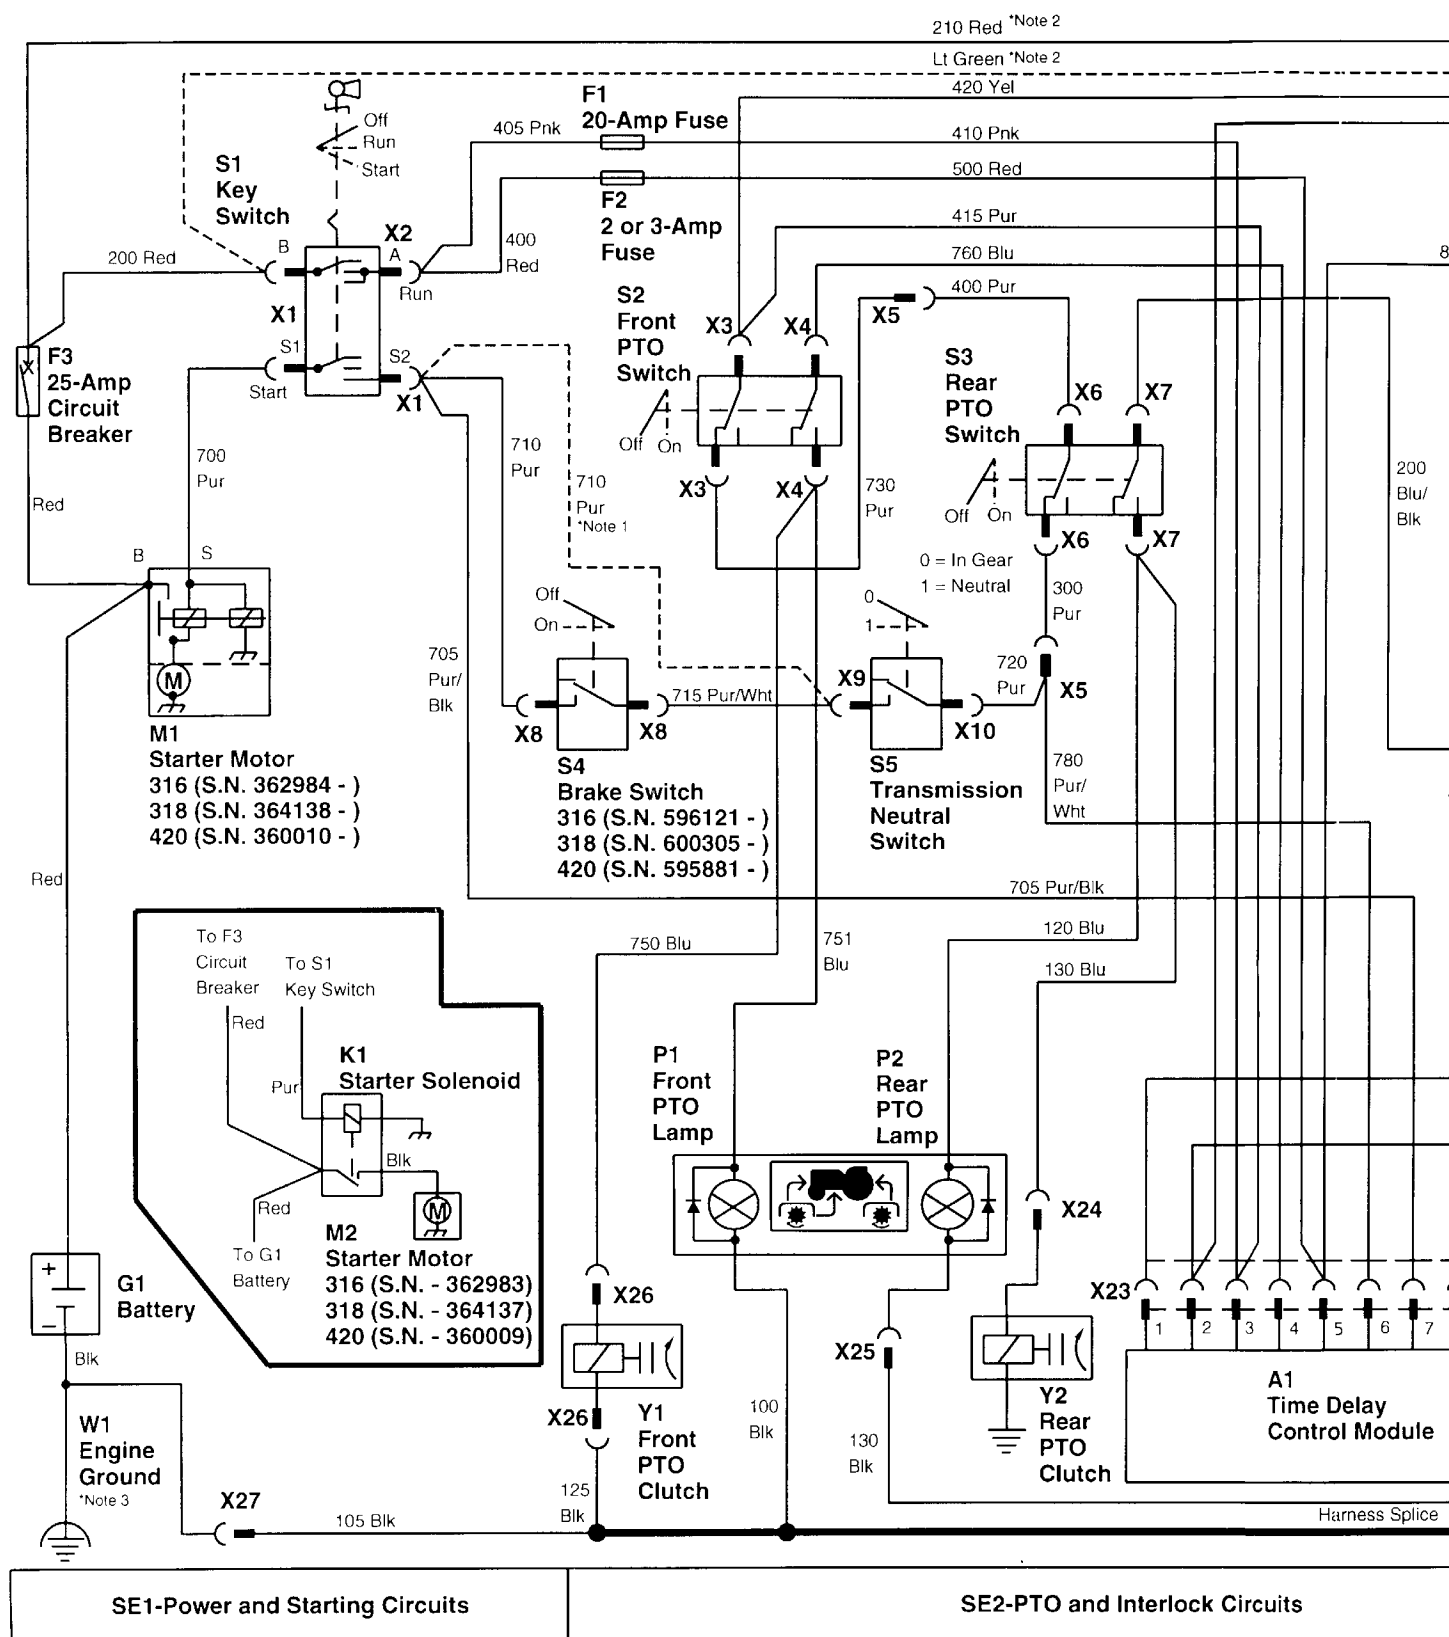 210 Red *Note 2
Lt Green *Note 2
420 Yel
F1
20-Amp Fuse
405 Pnk
410 Pnk
Off
Run
Start
S1
Key
Switch
500 Red
F2
2 or 3-Amp
Fuse
415 Pur
X2
B
A
400
Red
200 Red
760 Blu
8
Run
400 Pur
S2
Front
PTO
Switch
X1
X5
X3
X4
S1
S2
Start
X1
F3
25-Amp
Circuit
Breaker
S3
Rear
PTO
Switch
X6
X7
Off
On
700
Pur
710
Pur
710
Pur
*Note 1
X3
X4
730
Pur
200
Blu/
Blk
Red
Off
On
X6
X7
B
S
0 = In Gear
1 = Neutral
Off
On
0
1
300
Pur
705
Pur/
Blk
M
715 Pur/Wht
X9
720
Pur
X5
X8
X8
X10
M1
Starter Motor
316 (S.N. 362984 - )
318 (S.N. 364138 - )
420 (S.N. 360010 - )
S4
Brake Switch
316 (S.N. 596121 - )
318 (S.N. 600305 - )
420 (S.N. 595881 - )
S5
Transmission
Neutral
Switch
780
Pur/
Wht
Red
705 Pur/Blk
To F3
Circuit
Breaker
To S1
Key Switch
750 Blu
751
Blu
120 Blu
130 Blu
Red
K1
Starter Solenoid
Pur
P1
Front
PTO
Lamp
P2
Rear
PTO
Lamp
Blk
Red
M
X24
To G1
Battery
M2
Starter Motor
316 (S.N. - 362983)
318 (S.N. - 364137)
420 (S.N. - 360009)
+
−
G1
Battery
X26
X23
1
2
3
4
5
6
7
Blk
X25
A1
Time Delay
Control Module
Y2
Rear
PTO
Clutch
X26
Y1
Front
PTO
Clutch
100
Blk
130
Blk
W1
Engine
Ground
*Note 3
X27
105 Blk
125
Blk
Harness Splice
SE1-Power and Starting Circuits
SE2-PTO and Interlock Circuits